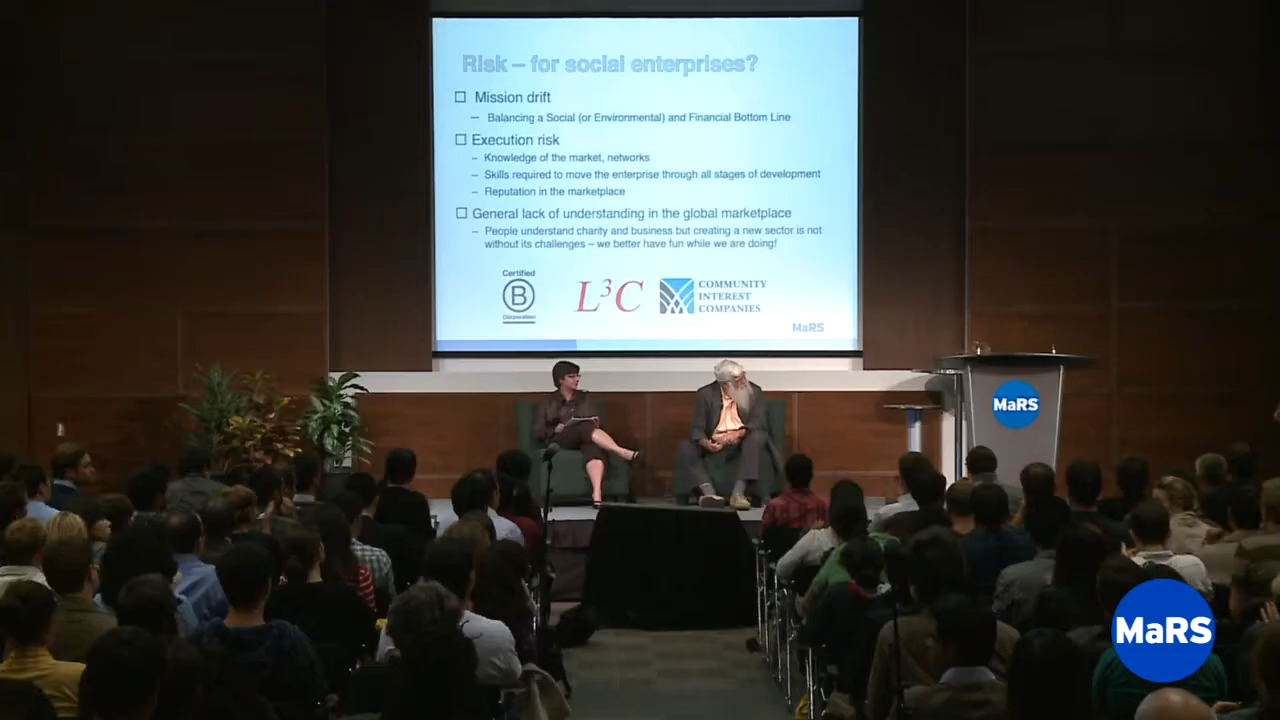 Risk – for social enterprises?
Mission drift
– Balancing a Social (or Environmental) and Financial Bottom Line
Execution risk
– Knowledge of the market, networks
– Skills required to move the enterprise through all stages of development
– Reputation in the marketplace
General lack of understanding in the global marketplace
– People understand charity and business but creating a new sector is not
without its challenges – we better have fun while we are doing!
Certified
B
Corporation
L3C
COMMUNITY
INTEREST
COMPANIES
MaRS
MaRS
MaRS